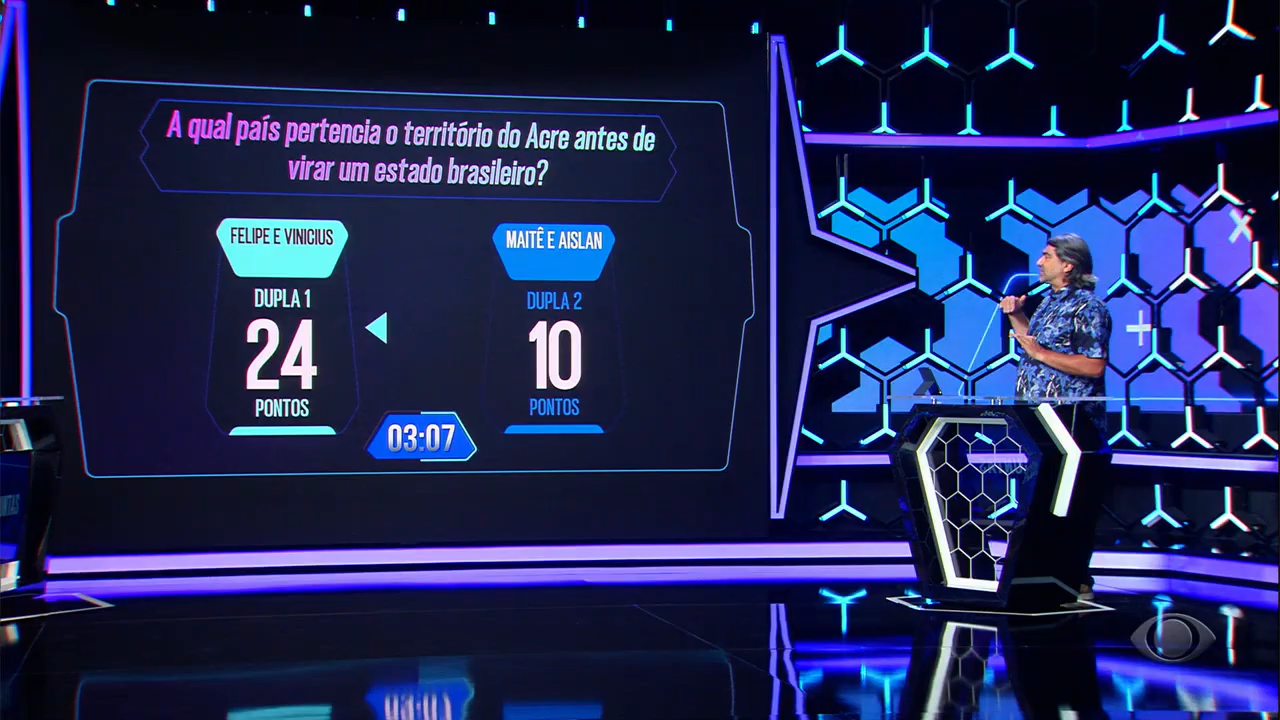 A qual país pertencia o território do Acre antes de
virar um estado brasileiro?
FELIPE E VINICIUS
DUPLA 1
24
PONTOS
MAITÊ E AISLAN
DUPLA 2
10
PONTOS
03:07